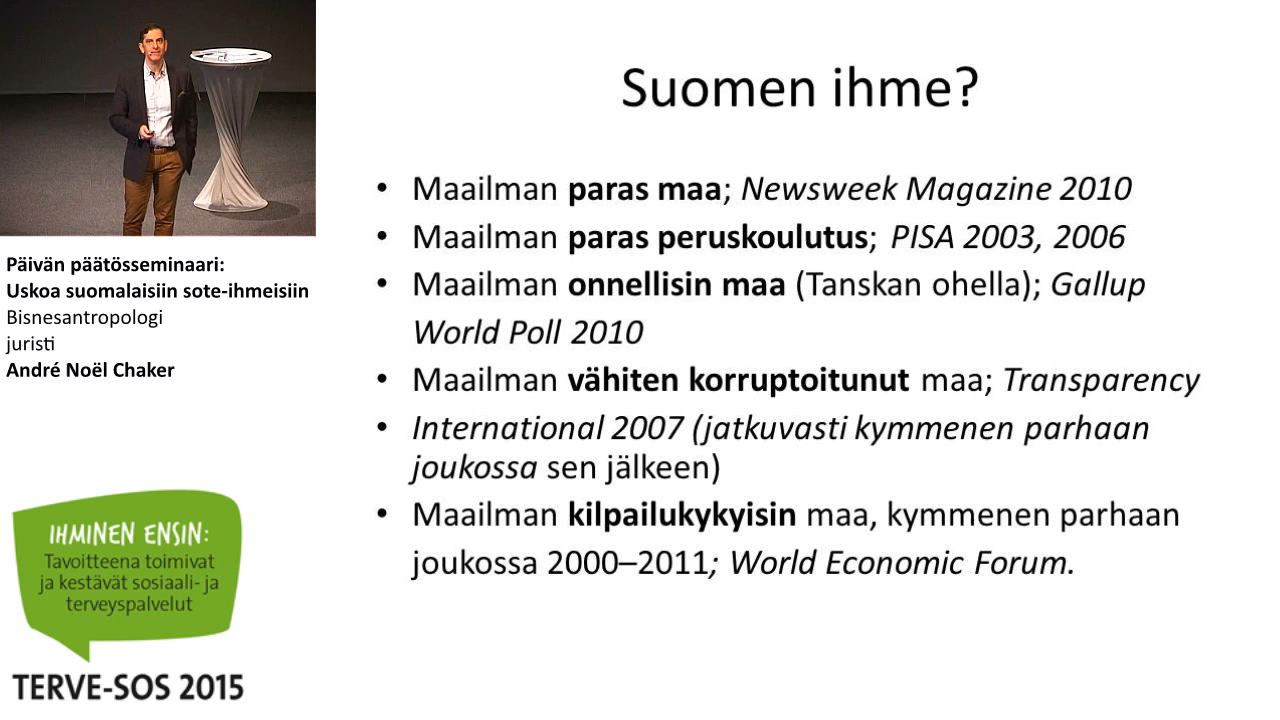 Suomen ihme?
• Maailman paras maa; Newsweek Magazine 2010
• Maailman paras peruskoulutus; PISA 2003, 2006
• Maailman onnellisin maa (Tanskan ohella); Gallup
World Poll 2010
• Maailman vähiten korruptoitunut maa; Transparency
• International 2007 (jatkuvasti kymmenen parhaan
joukossa sen jälkeen)
• Maailman kilpailukykyisin maa, kymmenen parhaan
joukossa 2000–2011; World Economic Forum.
Päivän päätösseminaari:
Uskoa suomalaisiin sote-ihmeisiin
Bisnesantropologi
juristi
André Noël Chaker
IHMINEN ENSIN:
Tavoitteena toimivat
ja kestävät sosiaali- ja
terveyspalvelut
TERVE-SOS 2015